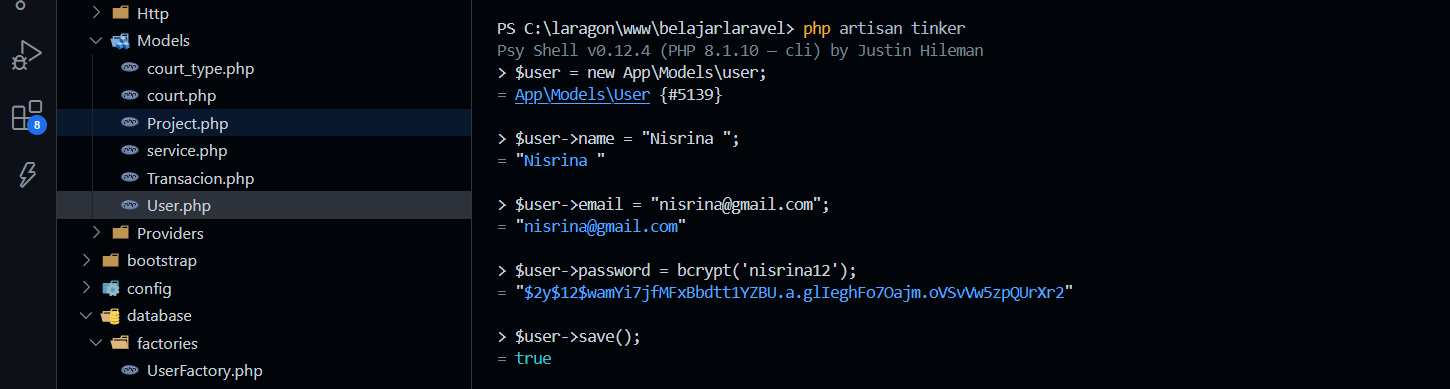 Http
Models
court_type.php
court.php
Project.php
service.php
Transacion.php
User.php
Providers
bootstrap
config
database
factories
UserFactory.php
8
PS C:\laragon\www\belajarlaravel> php artisan tinker
Psy Shell v0.12.4 (PHP 8.1.10 — cli) by Justin Hileman
> $user = new App\Models\user;
= App\Models\User {#5139}
> $user->name = "Nisrina ";
= "Nisrina "
> $user->email = "nisrina@gmail.com";
= "nisrina@gmail.com"
> $user->password = bcrypt('nisrina12');
= "$2y$12$wamYi7jfMFxBbdtt1YZBU.a.glIeghFo7Oajm.oVSvVw5zpQUrXr2"
> $user->save();
= true